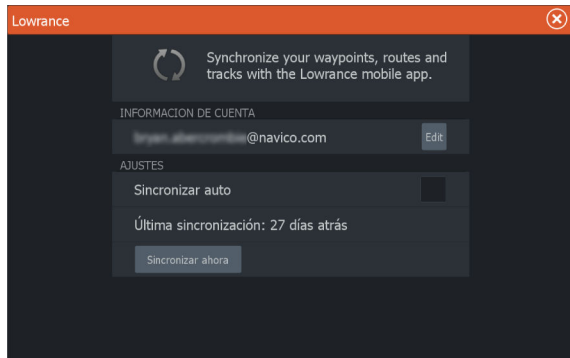 Lowrance
Synchronize your waypoints, routes and
tracks with the Lowrance mobile app.
INFORMACION DE CUENTA
@navico.com
Edit
AJUSTES
Sincronizar auto
Última sincronización: 27 días atrás
Sincronizar ahora